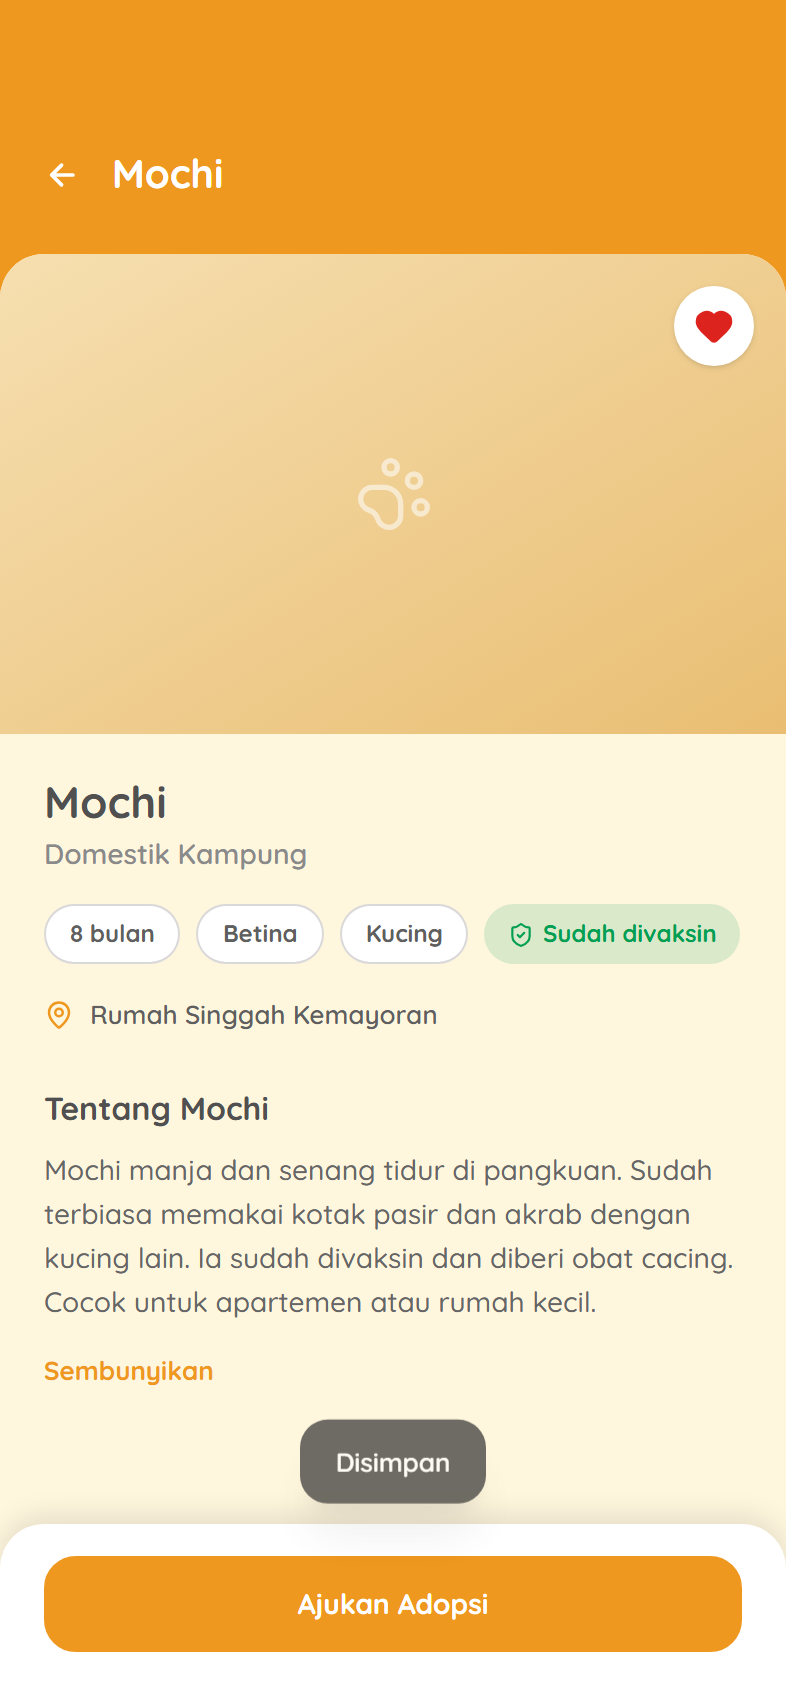 Mochi
Mochi
Domestik Kampung
8 bulan
Betina
Kucing
Sudah divaksin
Rumah Singgah Kemayoran
Tentang Mochi
Mochi manja dan senang tidur di pangkuan. Sudah
terbiasa memakai kotak pasir dan akrab dengan
kucing lain. Ia sudah divaksin dan diberi obat cacing.
Cocok untuk apartemen atau rumah kecil.
Sembunyikan
Disimpan
Ajukan Adopsi